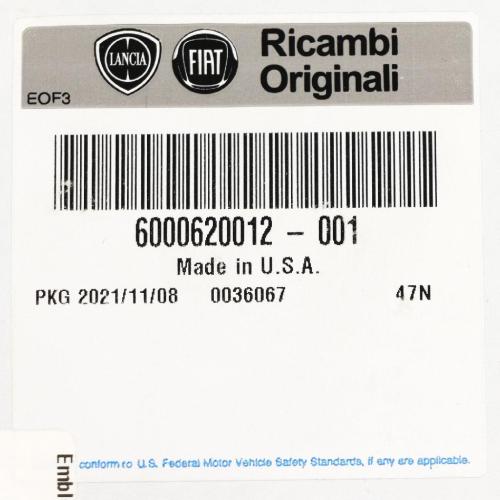 LANCIA
FIAT
Ricambi
Originali
EOF3
6000620012 - 001
Made in U.S.A.
PKG 2021/11/08 0036067 47N
conform to U.S. Federal Motor Vehicle Safety Standards, if any are applicable.
Embl